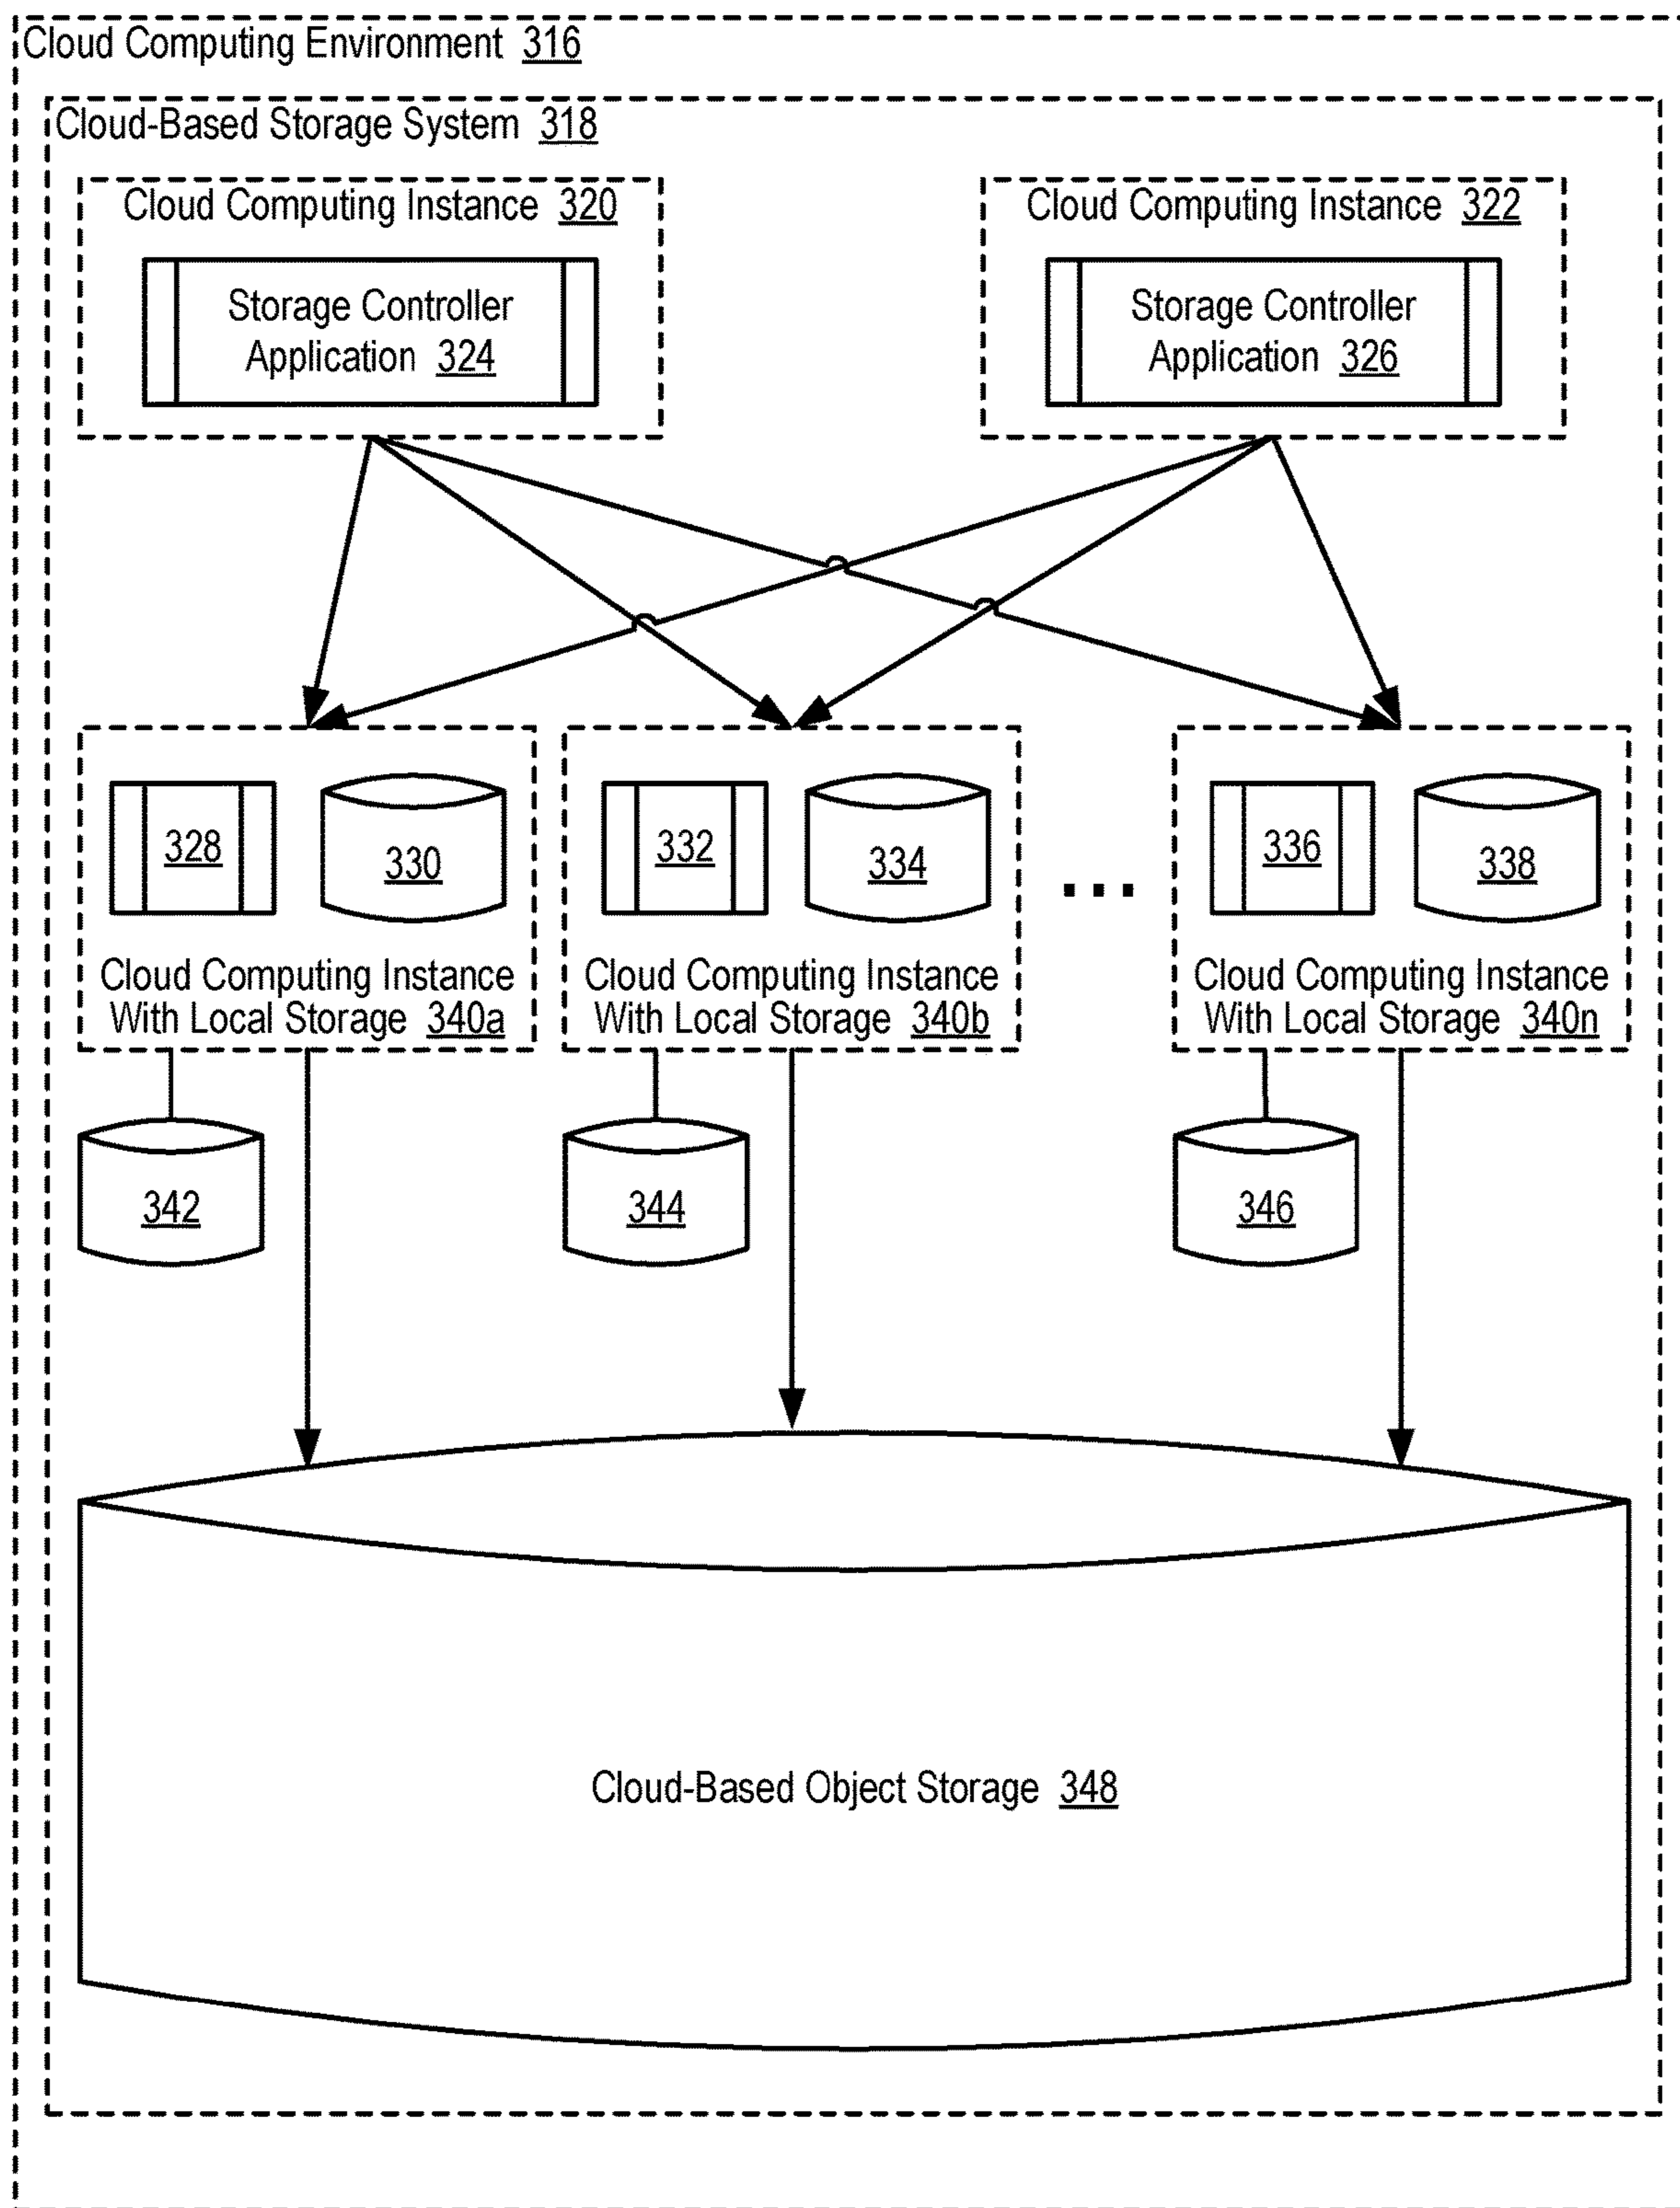 Cloud Computing Environment 316
Cloud-Based Storage System 318
Cloud Computing Instance 320
Storage Controller
Application 324
Cloud Computing Instance 322
Storage Controller
Application 326
328
330
Cloud Computing Instance
With Local Storage 340a
332
334
Cloud Computing Instance
With Local Storage 340b
...
336
338
Cloud Computing Instance
With Local Storage 340n
342
344
346
Cloud-Based Object Storage 348